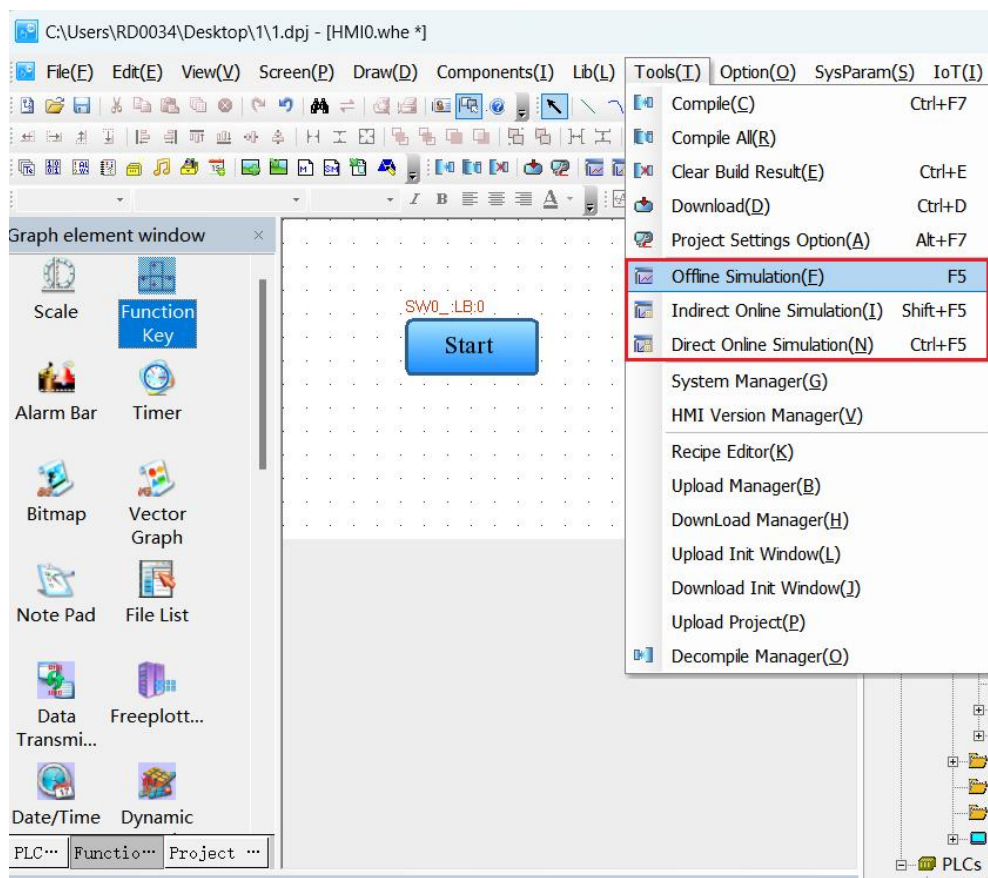 C:\Users\RD0034\Desktop\1\1.dpj - [HMI0.whe *]
File(F) Edit(E) View(V) Screen(P) Draw(D) Components(I) Lib(L) Tools(T) Option(O) SysParam(S) IoT(I)
Compile(C) Ctrl+F7
Compile All(R)
Clear Build Result(E) Ctrl+E
Download(D) Ctrl+D
Project Settings Option(A) Alt+F7
Offline Simulation(F) F5
Indirect Online Simulation(I) Shift+F5
Direct Online Simulation(N) Ctrl+F5
System Manager(G)
HMI Version Manager(V)
Recipe Editor(K)
Upload Manager(B)
DownLoad Manager(H)
Upload Init Window(L)
Download Init Window(J)
Upload Project(P)
Decompile Manager(O)
I B A
Graph element window
Scale
Function
Key
Alarm Bar
Timer
Bitmap
Vector
Graph
Note Pad
File List
Data
Transmi...
Freeplott...
Date/Time
Dynamic
PLC… Functio… Project …
SW0_:LB:0
Start
PLCs